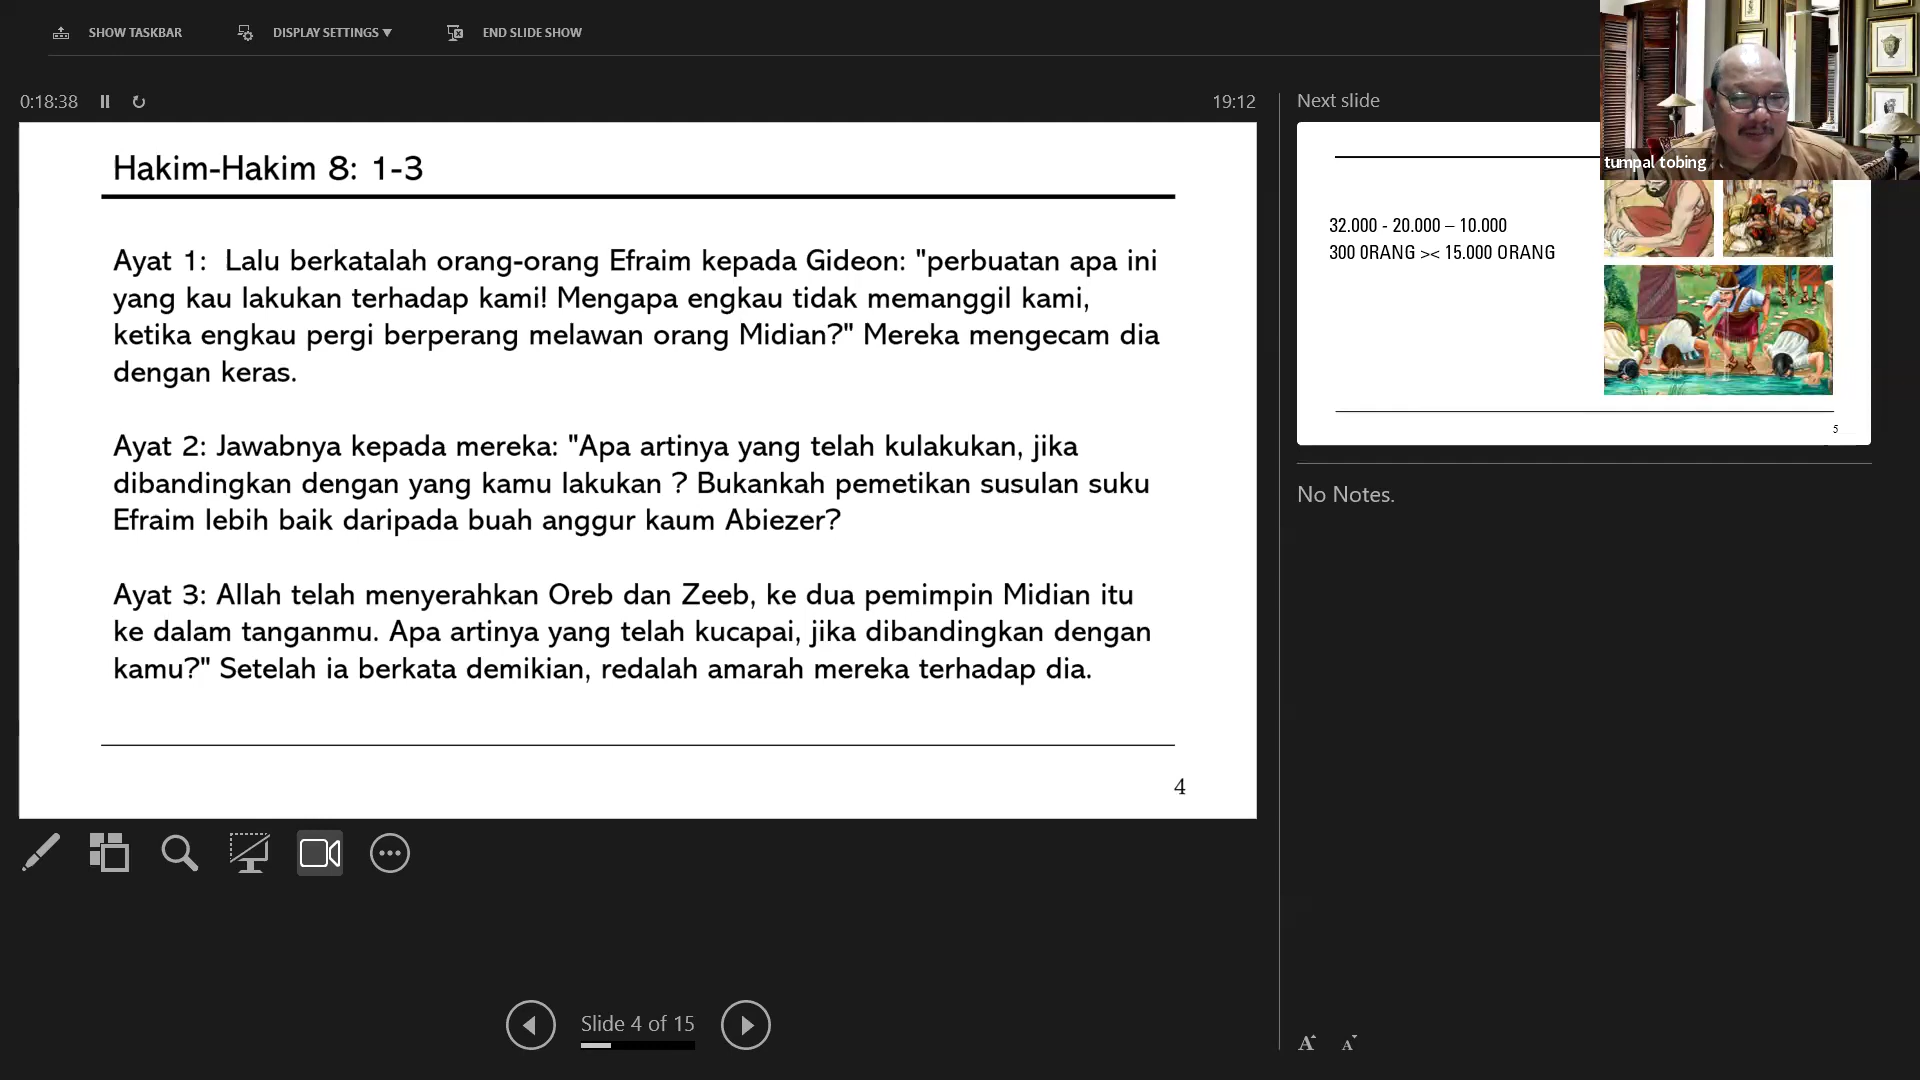 SHOW TASKBAR
DISPLAY SETTINGS ▼
END SLIDE SHOW
0:18:38
19:12
Next slide
tumpal tobing
Hakim-Hakim 8: 1-3
Ayat 1:  Lalu berkatalah orang-orang Efraim kepada Gideon: "perbuatan apa ini
yang kau lakukan terhadap kami! Mengapa engkau tidak memanggil kami,
ketika engkau pergi berperang melawan orang Midian?" Mereka mengecam dia
dengan keras.
Ayat 2: Jawabnya kepada mereka: "Apa artinya yang telah kulakukan, jika
dibandingkan dengan yang kamu lakukan ? Bukankah pemetikan susulan suku
Efraim lebih baik daripada buah anggur kaum Abiezer?
Ayat 3: Allah telah menyerahkan Oreb dan Zeeb, ke dua pemimpin Midian itu
ke dalam tanganmu. Apa artinya yang telah kucapai, jika dibandingkan dengan
kamu?" Setelah ia berkata demikian, redalah amarah mereka terhadap dia.
4
32.000 - 20.000 – 10.000
300 0RANG >< 15.000 ORANG
5
No Notes.
Slide 4 of 15
A A